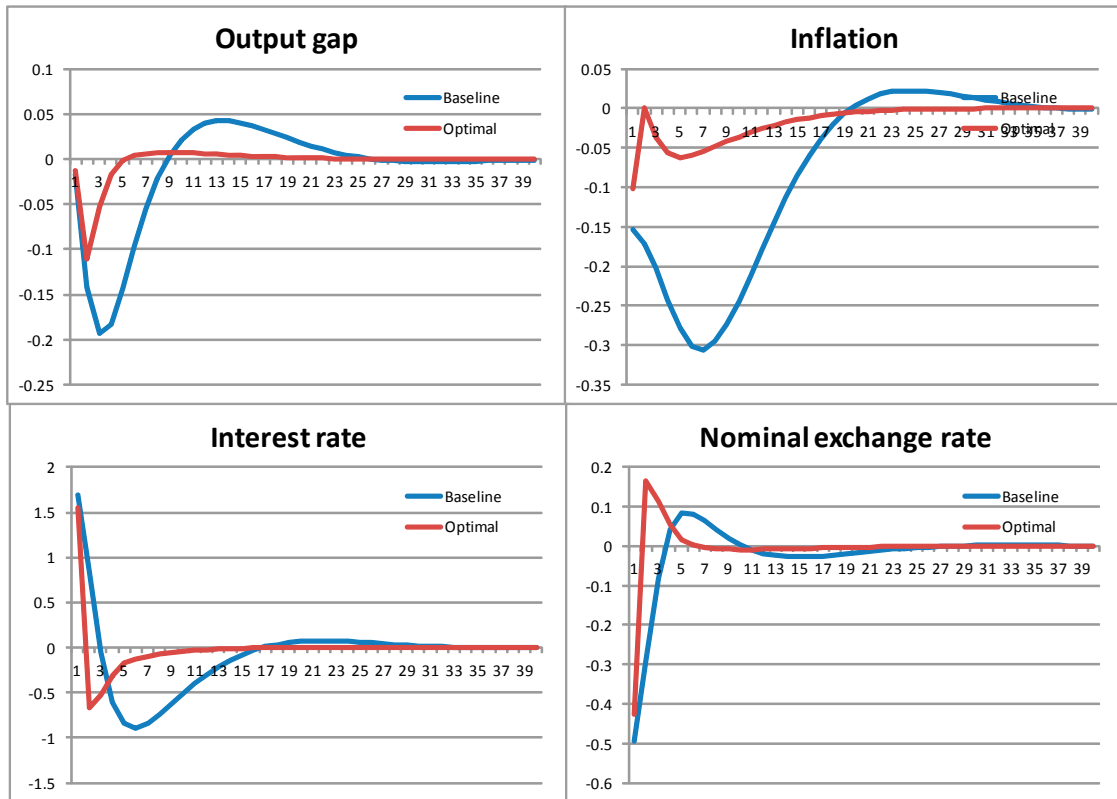 Output gap
0.1
0.05
0
-0.05
-0.1
-0.15
-0.2
-0.25
1 3 5 7 9 11 13 15 17 19 21 23 25 27 29 31 33 35 37 39
Baseline
Optimal
Inflation
0.05
0
-0.05
-0.1
-0.15
-0.2
-0.25
-0.3
-0.35
1 3 5 7 9 11 13 15 17 19 21 23 25 27 29 31 33 35 37 39
Baseline
Optimal
Interest rate
2
1.5
1
0.5
0
-0.5
-1
-1.5
1 3 5 7 9 11 13 15 17 19 21 23 25 27 29 31 33 35 37 39
Baseline
Optimal
Nominal exchange rate
0.2
0.1
0
-0.1
-0.2
-0.3
-0.4
-0.5
-0.6
1 3 5 7 9 11 13 15 17 19 21 23 25 27 29 31 33 35 37 39
Baseline
Optimal